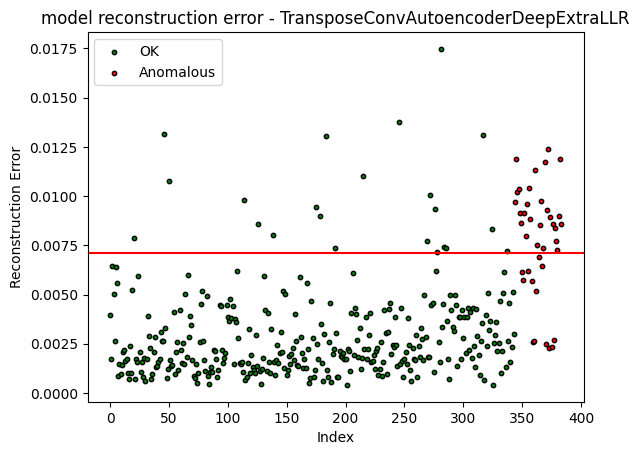 model reconstruction error - TransposeConvAutoencoderDeepExtraLLR
OK
Anomalous
0.0175
0.0150
0.0125
0.0100
0.0075
0.0050
0.0025
0.0000
Reconstruction Error
0 50 100 150 200 250 300 350 400
Index